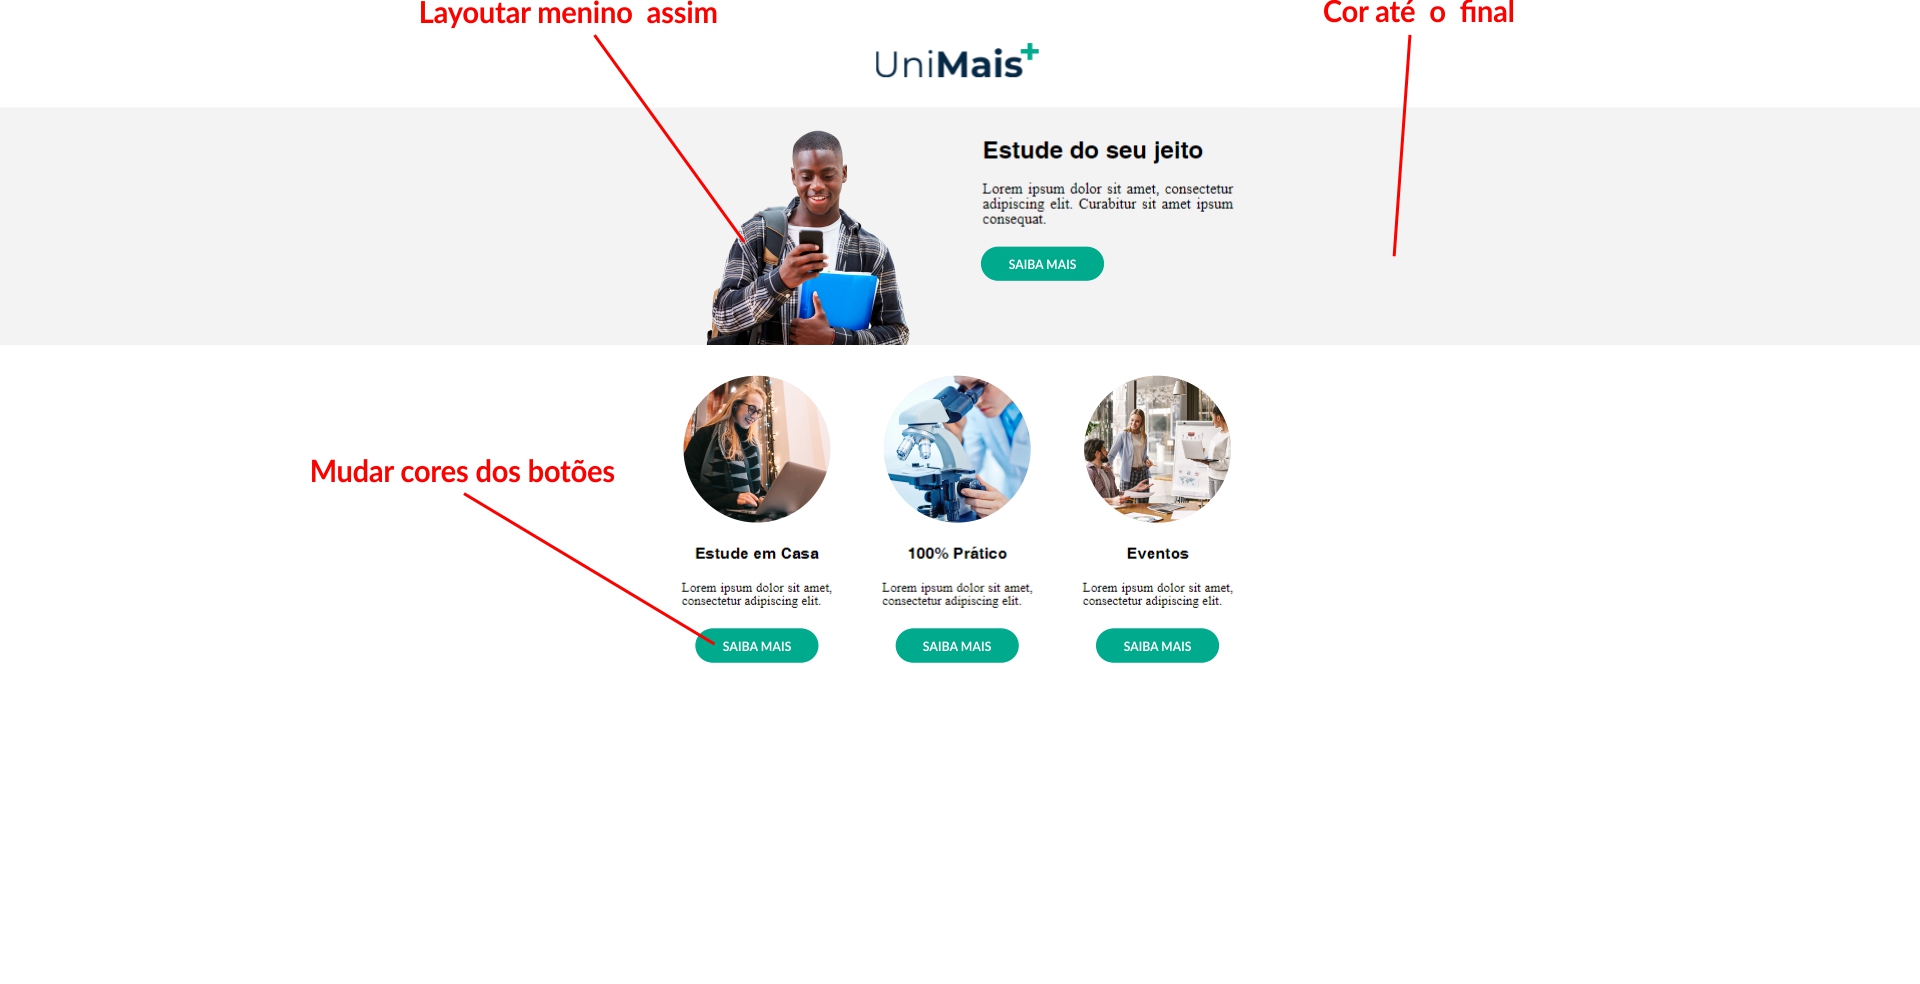 Layoutar menino assim
Cor até o final
UniMais+
Estude do seu jeito
Lorem ipsum dolor sit amet, consectetur
adipiscing elit. Curabitur sit amet ipsum
consequat.
SAIBA MAIS
Mudar cores dos botões
Estude em Casa
Lorem ipsum dolor sit amet,
consectetur adipiscing elit.
SAIBA MAIS
100% Prático
Lorem ipsum dolor sit amet,
consectetur adipiscing elit.
SAIBA MAIS
Eventos
Lorem ipsum dolor sit amet,
consectetur adipiscing elit.
SAIBA MAIS